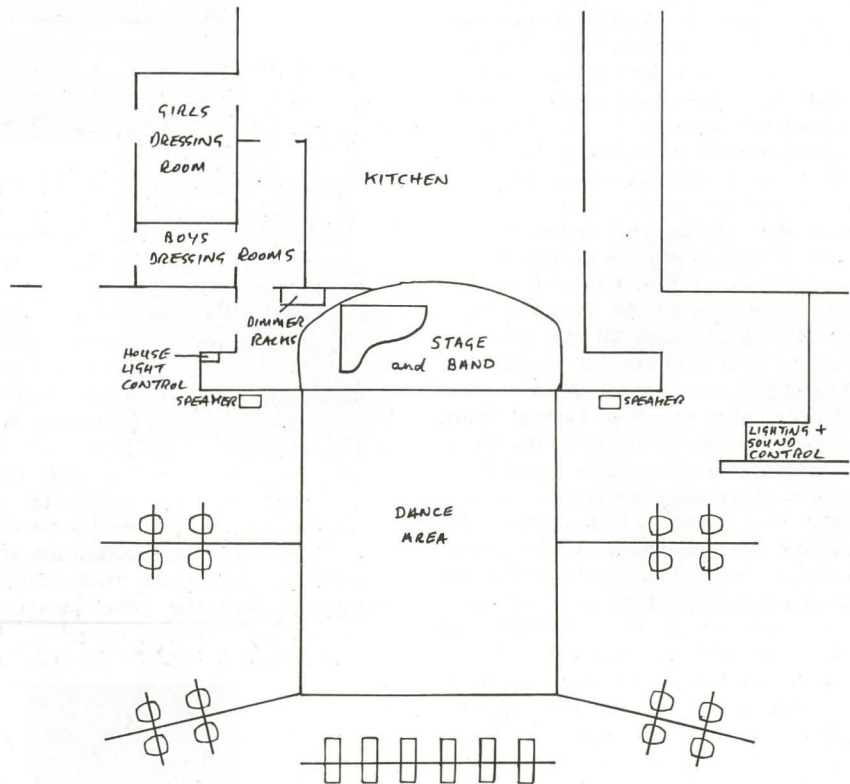 GIRLS
DRESSING
ROOM
KITCHEN
BOYS
DRESSING ROOMS
DIMMER
RACKS
STAGE
and BAND
HOUSE
LIGHT
CONTROL
SPEAKER
SPEAKER
LIGHTING +
SOUND
CONTROL
DANCE
AREA